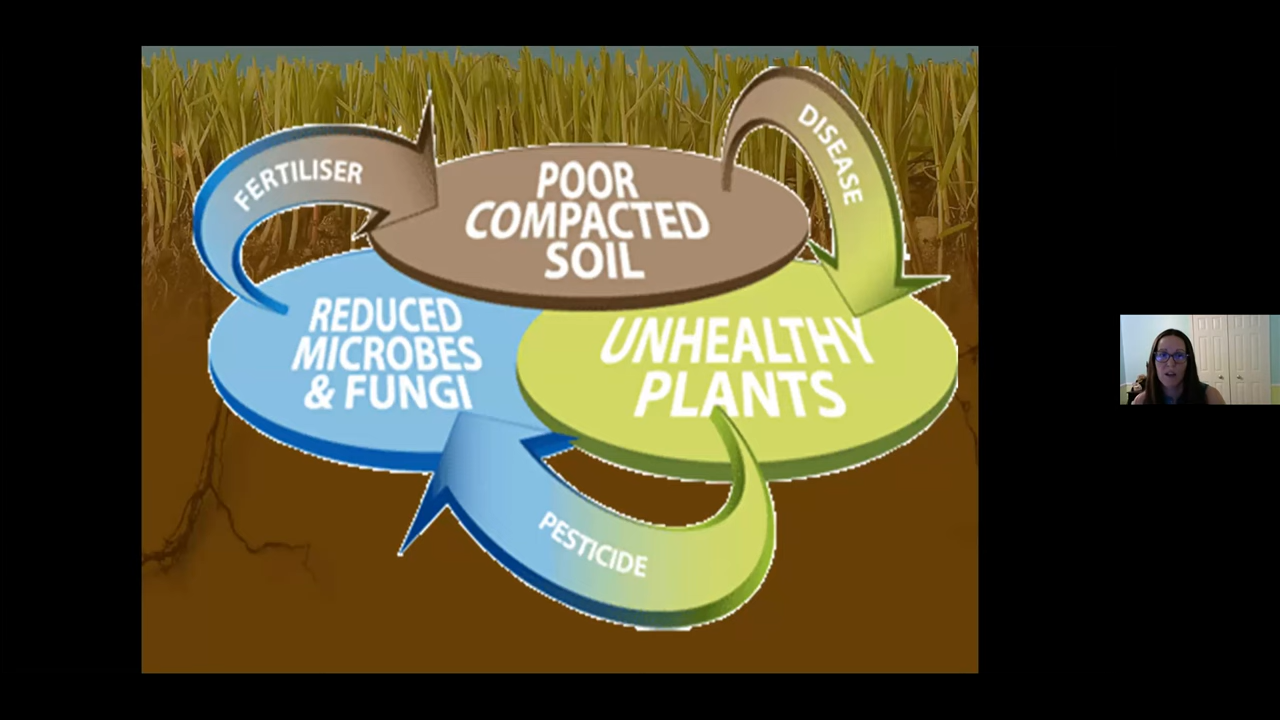 FERTILISER
POOR
COMPACTED
SOIL
DISEASE
REDUCED
MICROBES
& FUNGI
UNHEALTHY
PLANTS
PESTICIDE